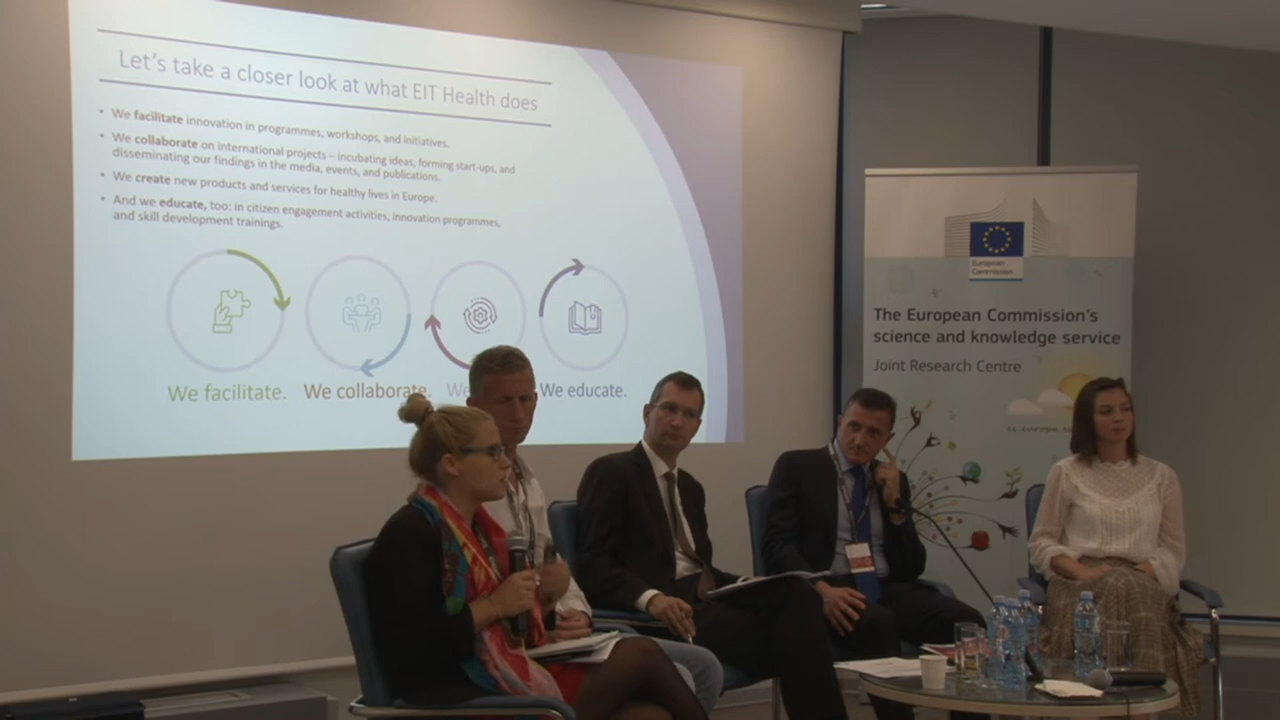 Let's take a closer look at what EIT Health does
• We facilitate innovation in programmes, workshops, and initiatives.
• We collaborate on international projects – incubating ideas, forming start-ups, and
disseminating our findings in the media, events, and publications.
• We create new products and services for healthy lives in Europe.
• And we educate, too: in citizen engagement activities, innovation programmes,
and skill development trainings.
We facilitate.
We collaborate.
We
We educate.
European
Commission
The European Commission's
science and knowledge service
Joint Research Centre